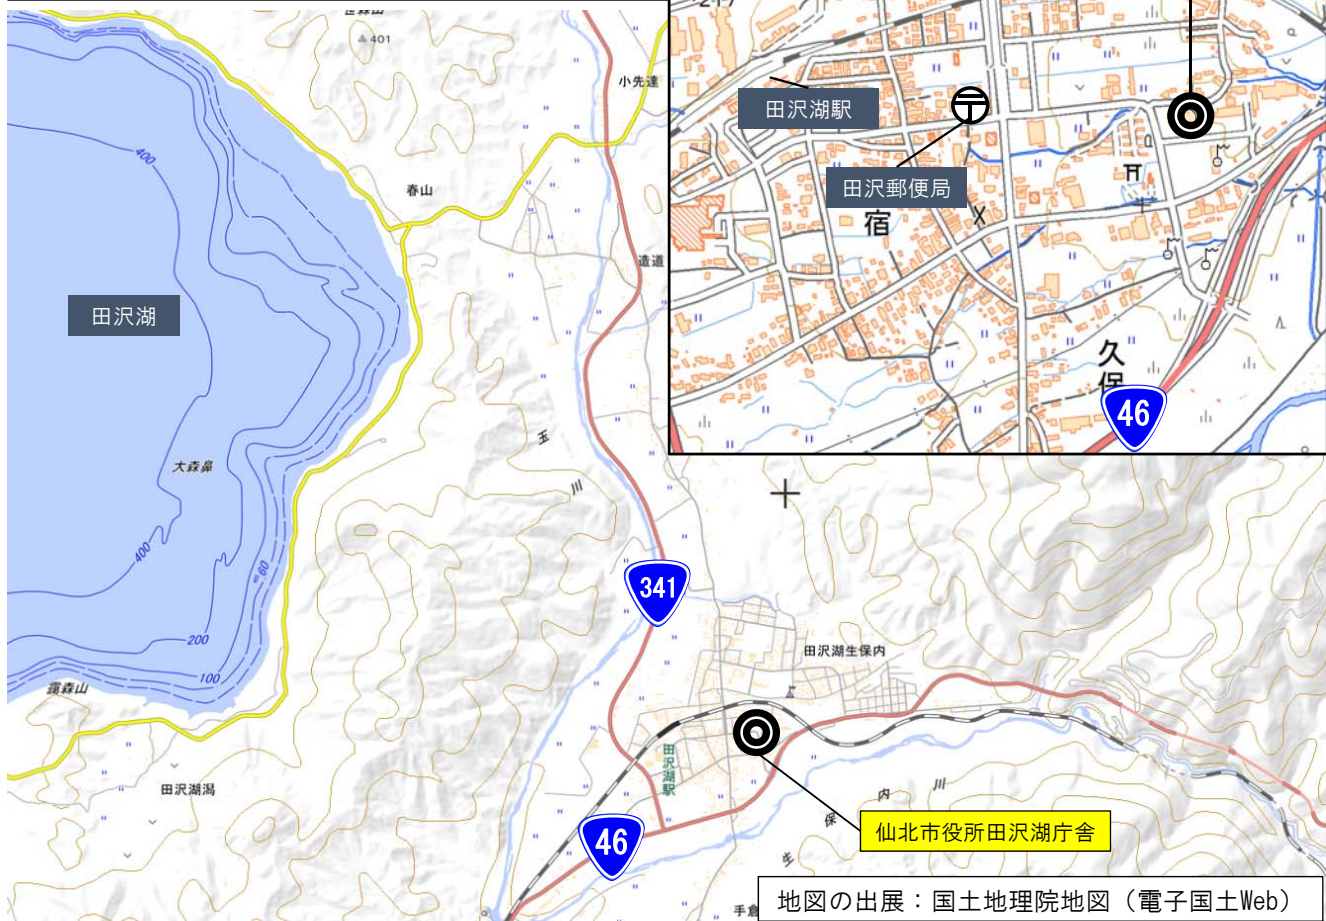 401
小先達
春山
造道
400
田沢湖
大森鼻
玉
川
400
60
200
100
靄森山
田沢湖潟
341
田沢湖生保内
田沢湖駅
46
生
保
内
川
手倉
仙北市役所田沢湖庁舎
地図の出展：国土地理院地図（電子国土Web）
217
田沢湖駅
田沢郵便局
宿
久保
46